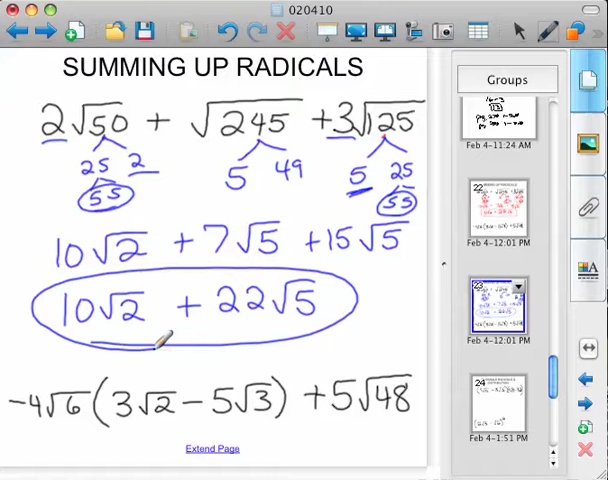 020410
SUMMING UP RADICALS
2√50 + √245 + 3√125
25 2 5 49 5 25
5 5 5 5
10√2 + 7√5 + 15√5
10√2 + 22√5
-4√6 (3√2 - 5√3) + 5√48
Extend Page
Groups
Feb 4-11:24 AM
22
Feb 4-12:01 PM
23
Feb 4-12:01 PM
24
Feb 4-1:51 PM